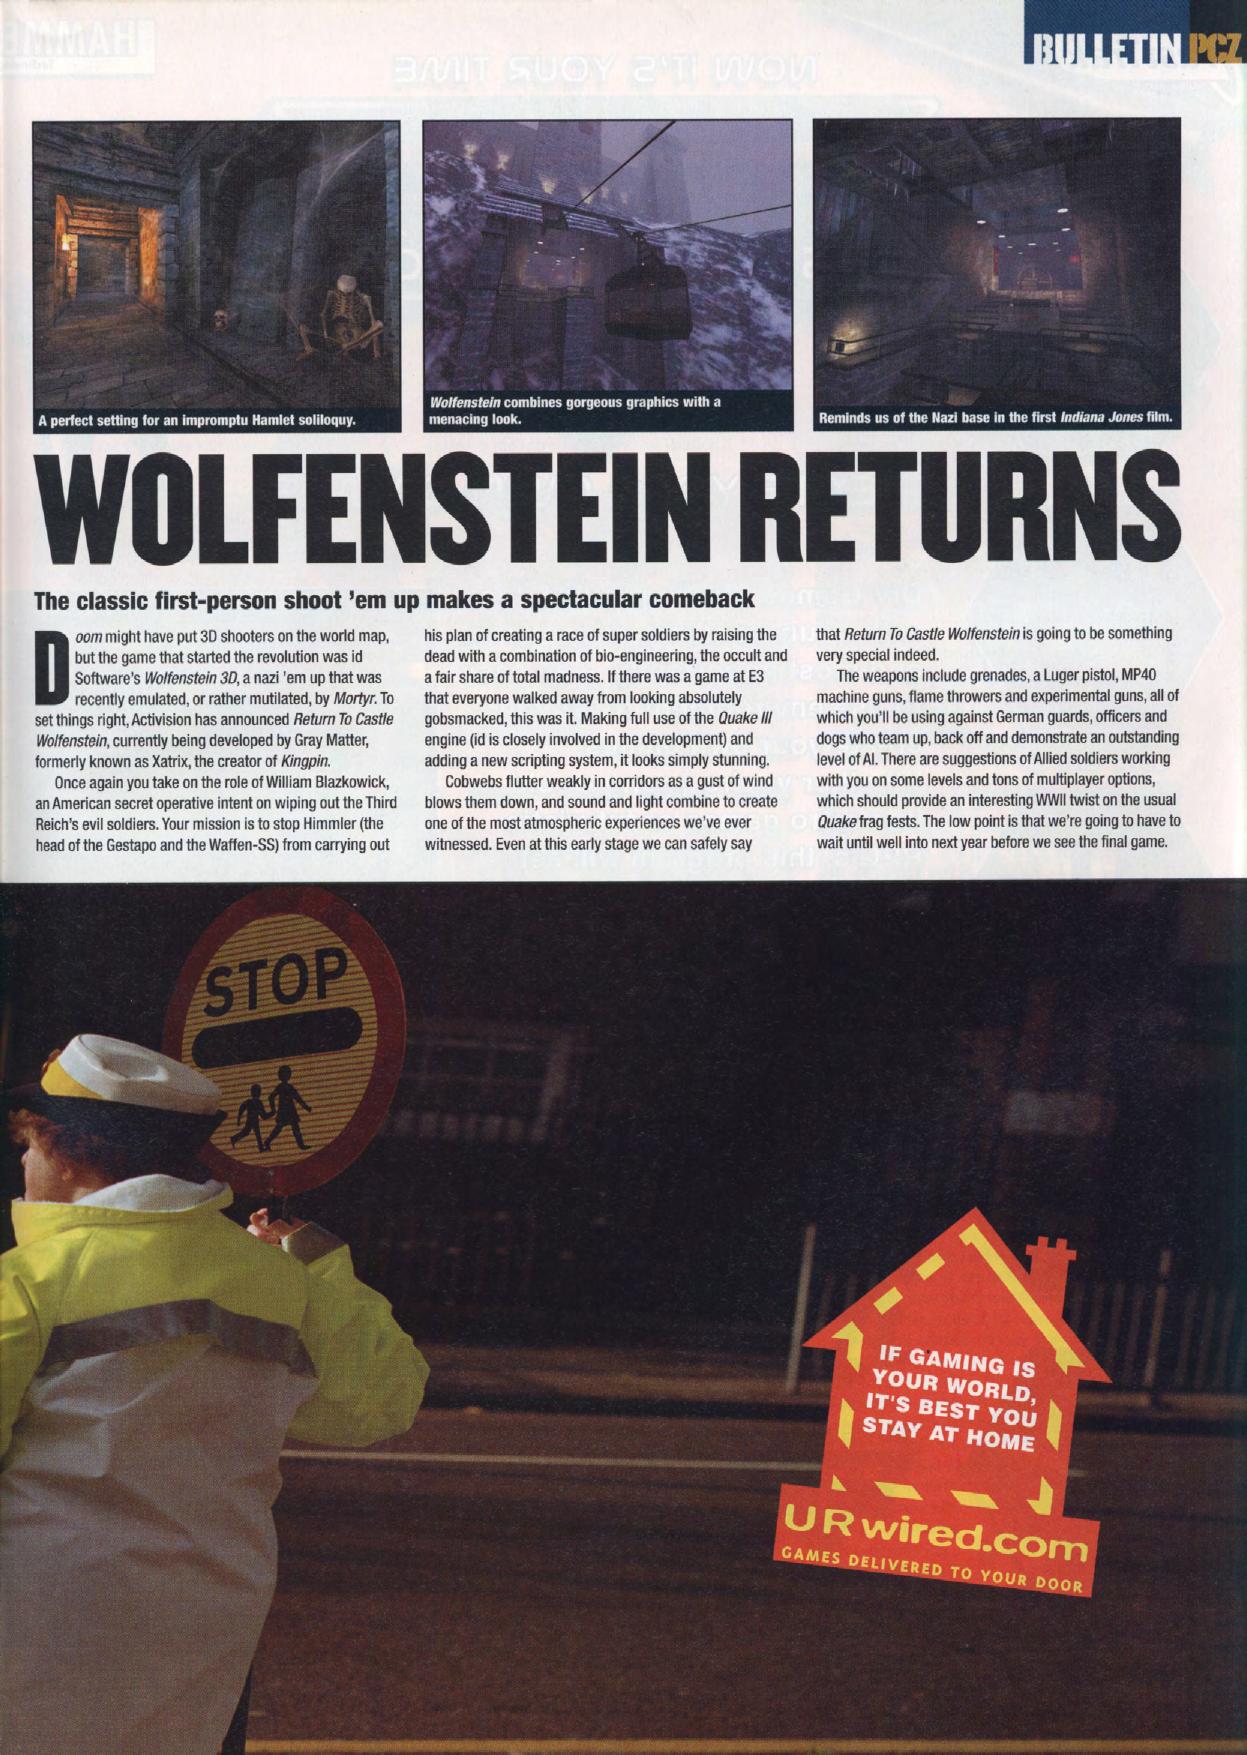 BULLETIN PCZ
A perfect setting for an impromptu Hamlet soliloquy.
Wolfenstein combines gorgeous graphics with a
menacing look.
Reminds us of the Nazi base in the first Indiana Jones film.
WOLFENSTEIN RETURNS
The classic first-person shoot 'em up makes a spectacular comeback
Doom might have put 3D shooters on the world map,
but the game that started the revolution was id
Software's Wolfenstein 3D, a nazi 'em up that was
recently emulated, or rather mutilated, by Mortyr. To
set things right, Activision has announced Return To Castle
Wolfenstein, currently being developed by Gray Matter,
formerly known as Xatrix, the creator of Kingpin.
Once again you take on the role of William Blazkowick,
an American secret operative intent on wiping out the Third
Reich's evil soldiers. Your mission is to stop Himmler (the
head of the Gestapo and the Waffen-SS) from carrying out
his plan of creating a race of super soldiers by raising the
dead with a combination of bio-engineering, the occult and
a fair share of total madness. If there was a game at E3
that everyone walked away from looking absolutely
gobsmacked, this was it. Making full use of the Quake III
engine (id is closely involved in the development) and
adding a new scripting system, it looks simply stunning.
Cobwebs flutter weakly in corridors as a gust of wind
blows them down, and sound and light combine to create
one of the most atmospheric experiences we've ever
witnessed. Even at this early stage we can safely say
that Return To Castle Wolfenstein is going to be something
very special indeed.
The weapons include grenades, a Luger pistol, MP40
machine guns, flame throwers and experimental guns, all of
which you'll be using against German guards, officers and
dogs who team up, back off and demonstrate an outstanding
level of AI. There are suggestions of Allied soldiers working
with you on some levels and tons of multiplayer options,
which should provide an interesting WWII twist on the usual
Quake frag fests. The low point is that we're going to have to
wait until well into next year before we see the final game.
STOP
IF GAMING IS
YOUR WORLD,
IT'S BEST YOU
STAY AT HOME
URwired.com
GAMES DELIVERED TO YOUR DOOR